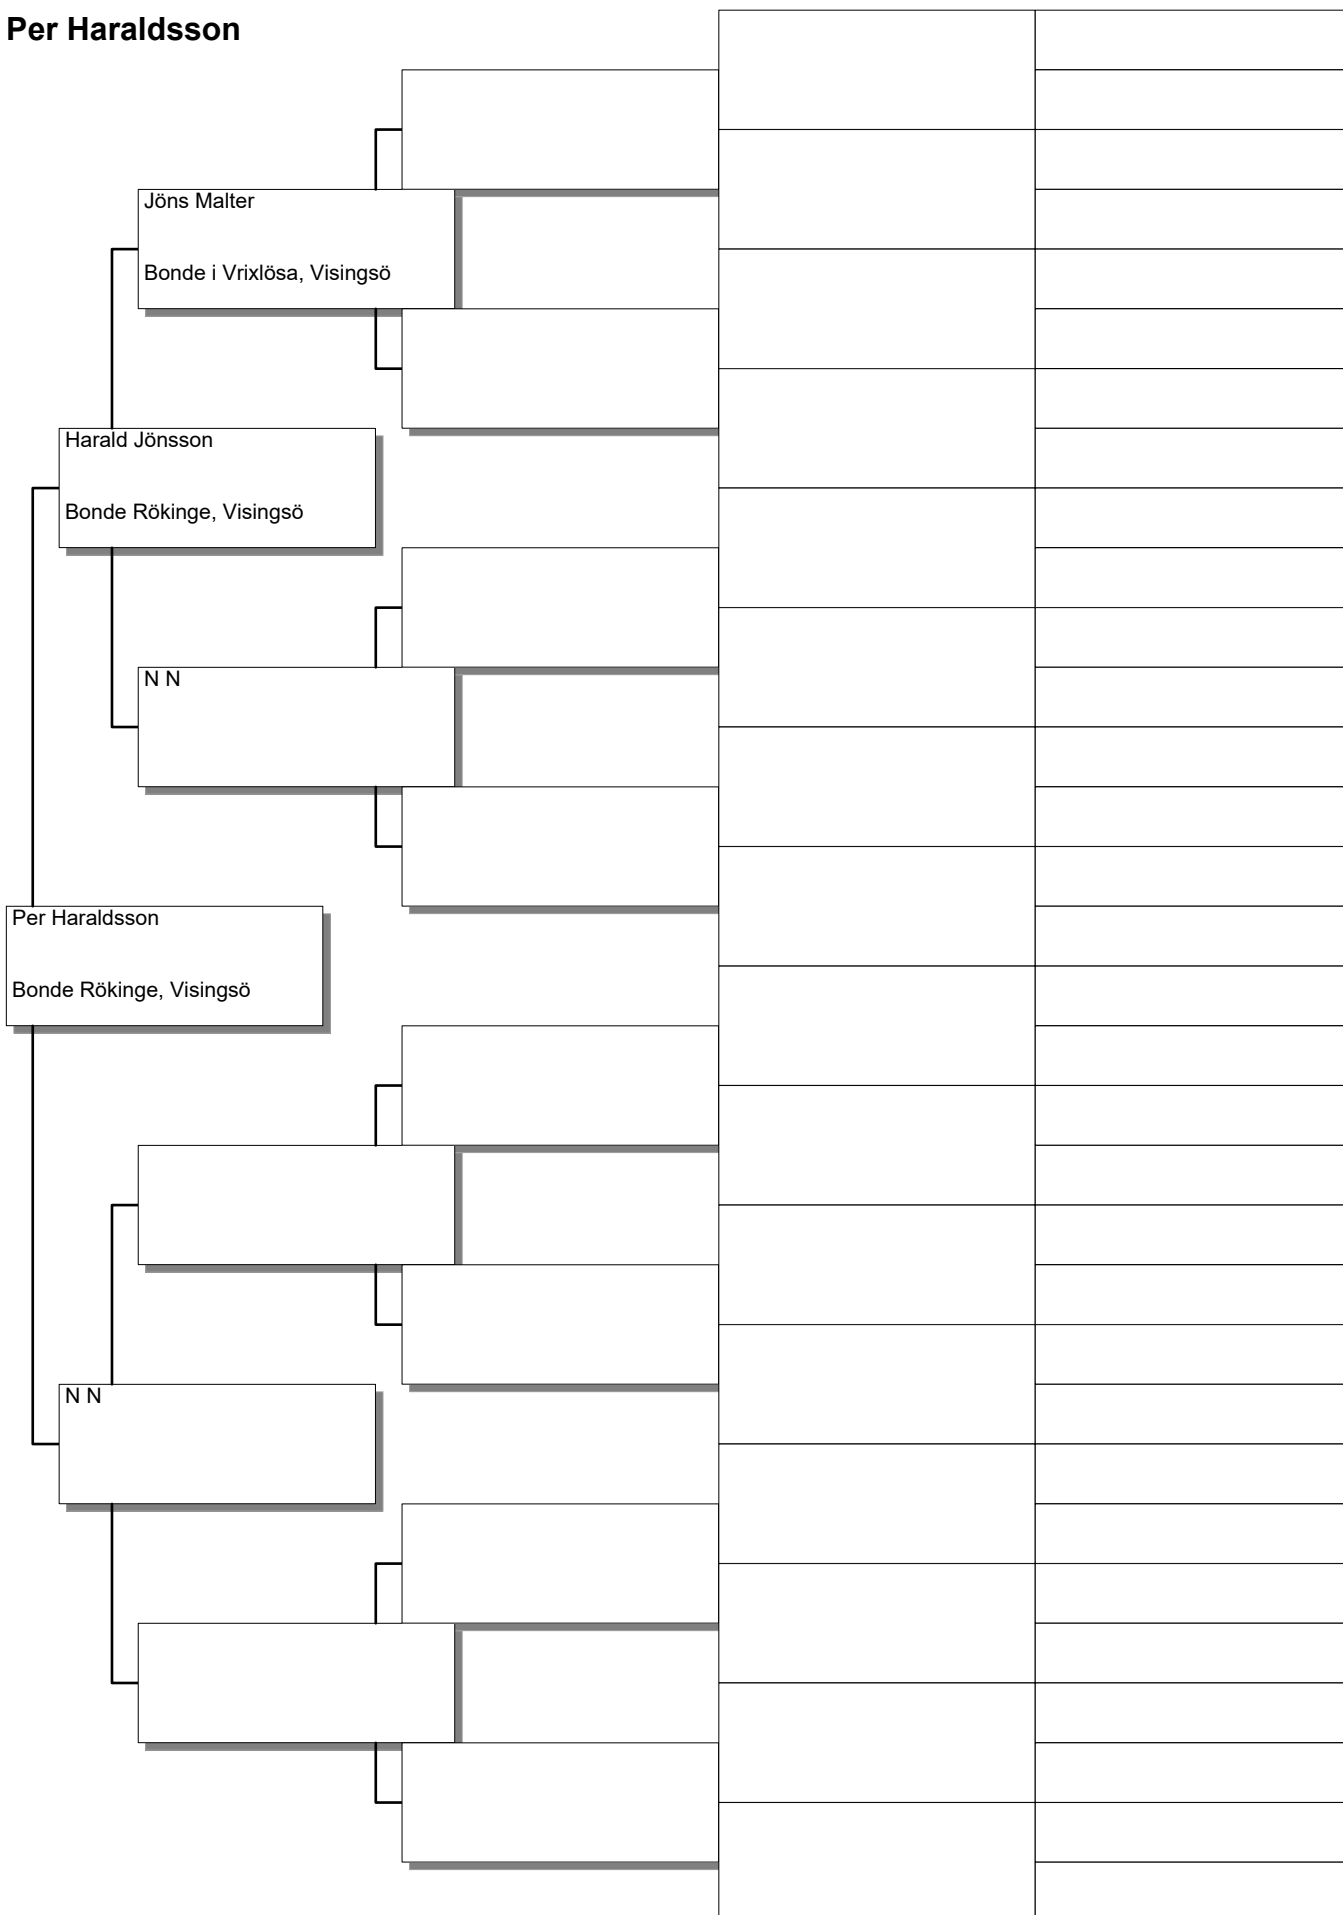 Per Haraldsson
Jöns Malter
Bonde i Vrixlösa, Visingsö
Harald Jönsson
Bonde Rökinge, Visingsö
N N
Per Haraldsson
Bonde Rökinge, Visingsö
N N